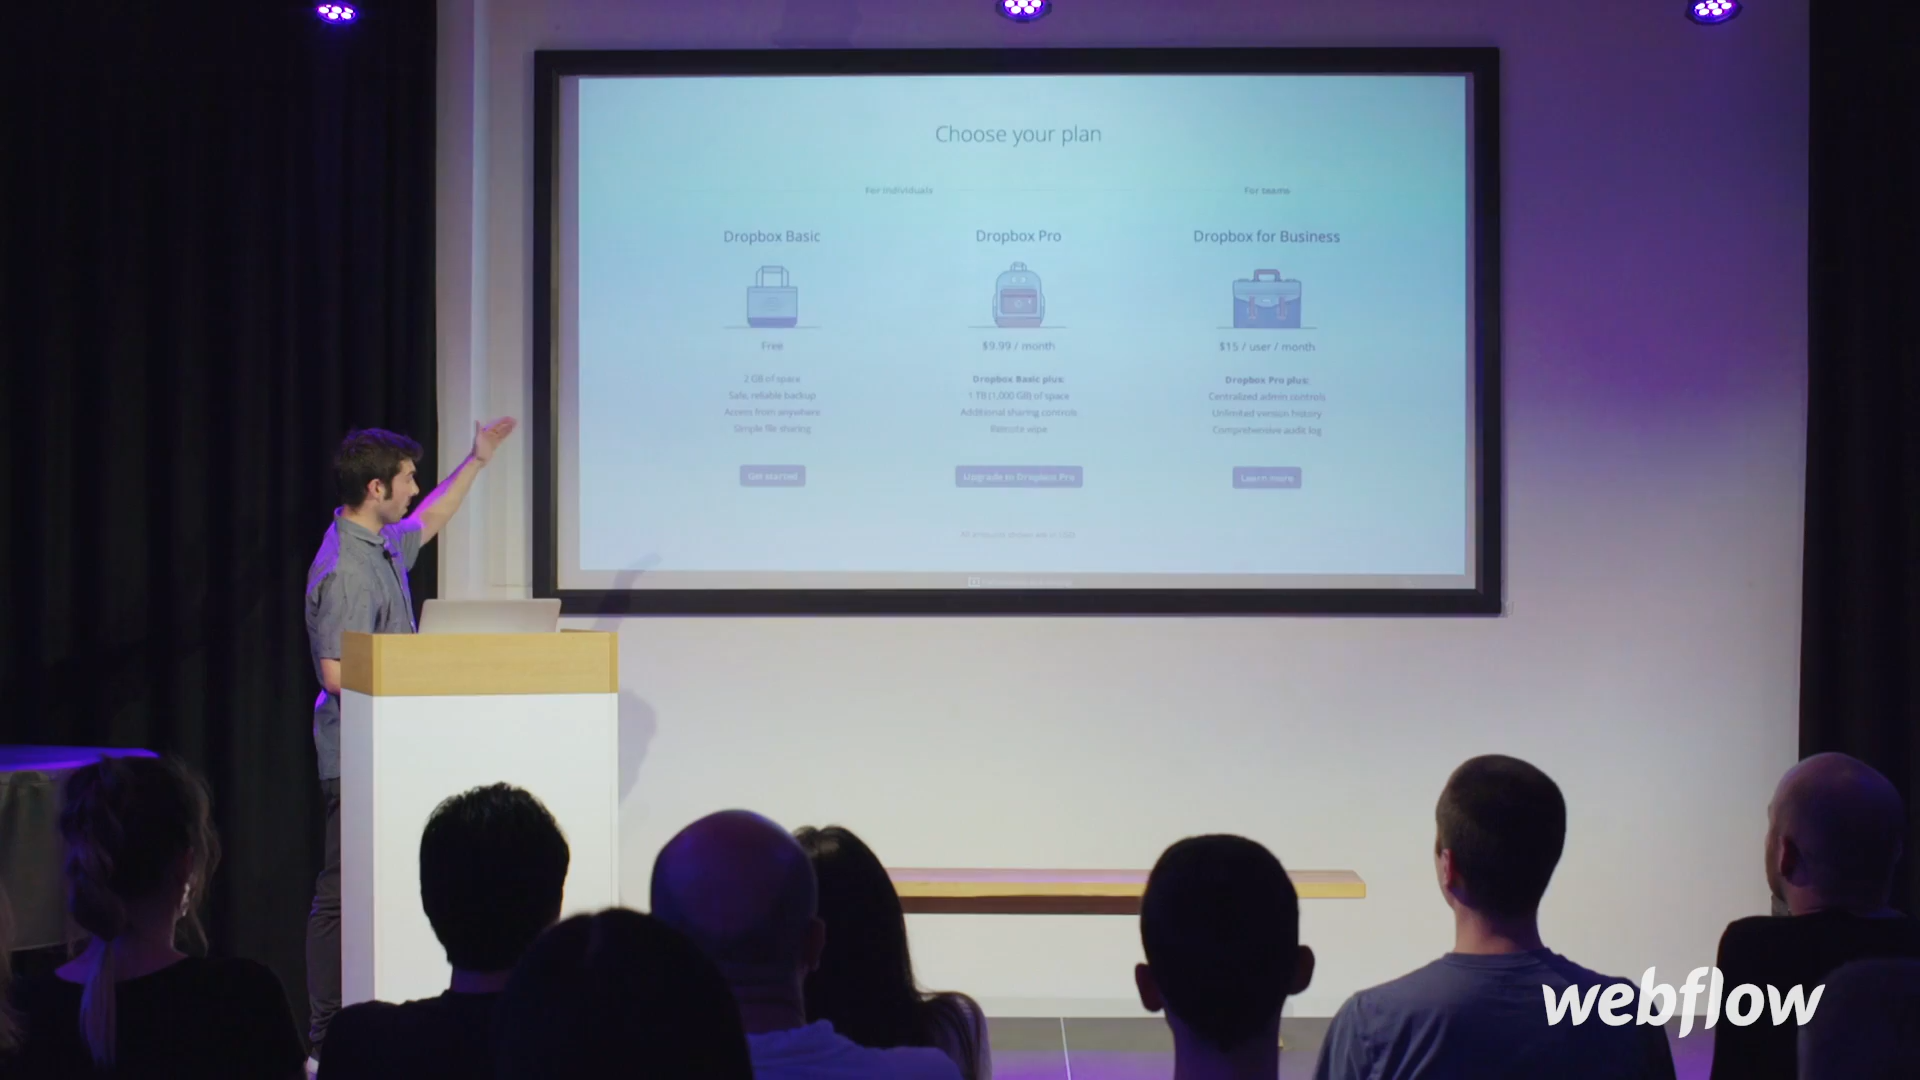 Choose your plan
For individuals
For teams
Dropbox Basic
Free
2 GB of space
Safe, reliable backup
Access from anywhere
Simple file sharing
Get started
Dropbox Pro
$9.99 / month
Dropbox Basic plus:
1 TB (1,000 GB) of space
Additional sharing controls
Remote wipe
Upgrade to Dropbox Pro
Dropbox for Business
$15 / user / month
Dropbox Pro plus:
Centralized admin controls
Unlimited version history
Comprehensive audit log
Learn more
webflow